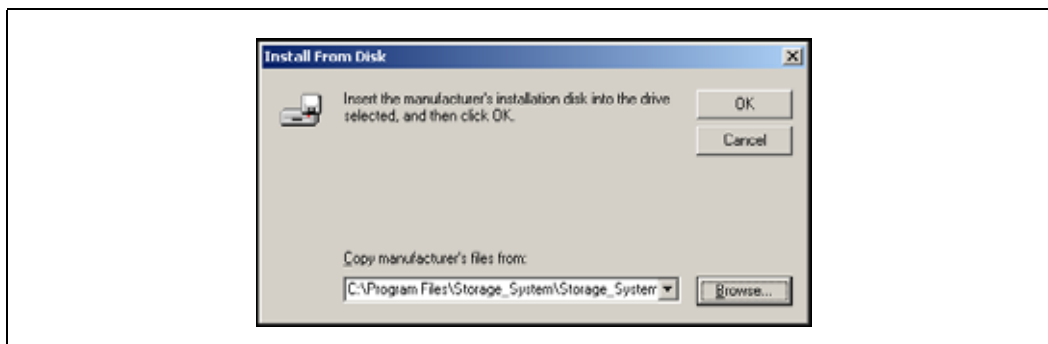 Install From Disk
Insert the manufacturer's installation disk into the drive
selected, and then click OK.
OK
Cancel
Copy manufacturer's files from:
C:\Program Files\Storage_System\Storage_System
Browse...